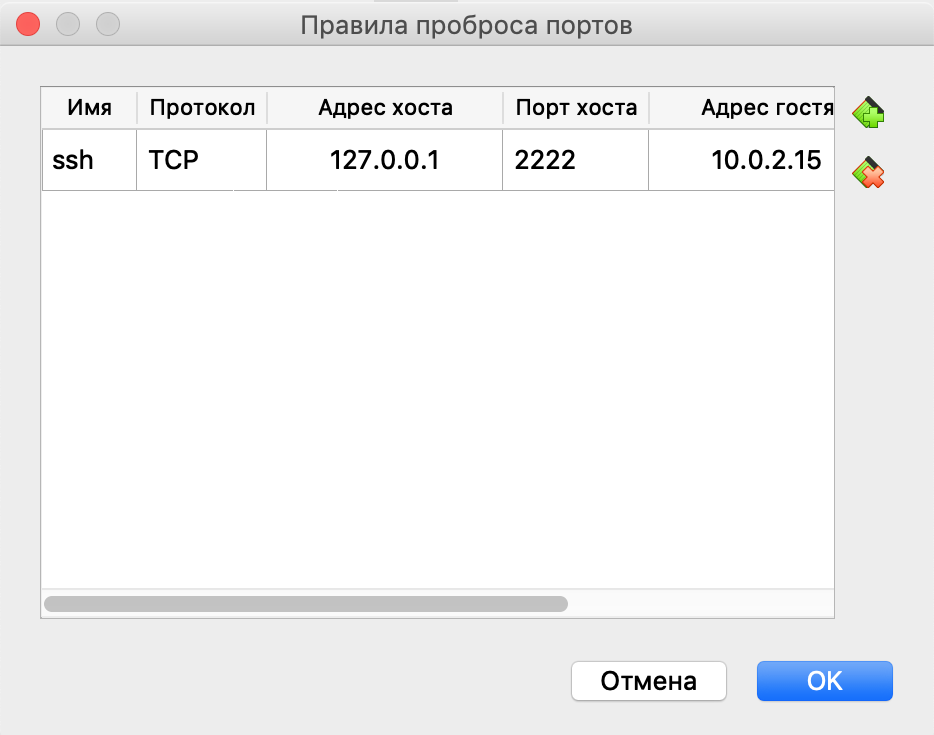 Правила проброса портов
Имя Протокол Адрес хоста Порт хоста Адрес гостя
ssh TCP 127.0.0.1 2222 10.0.2.15
Отмена OK